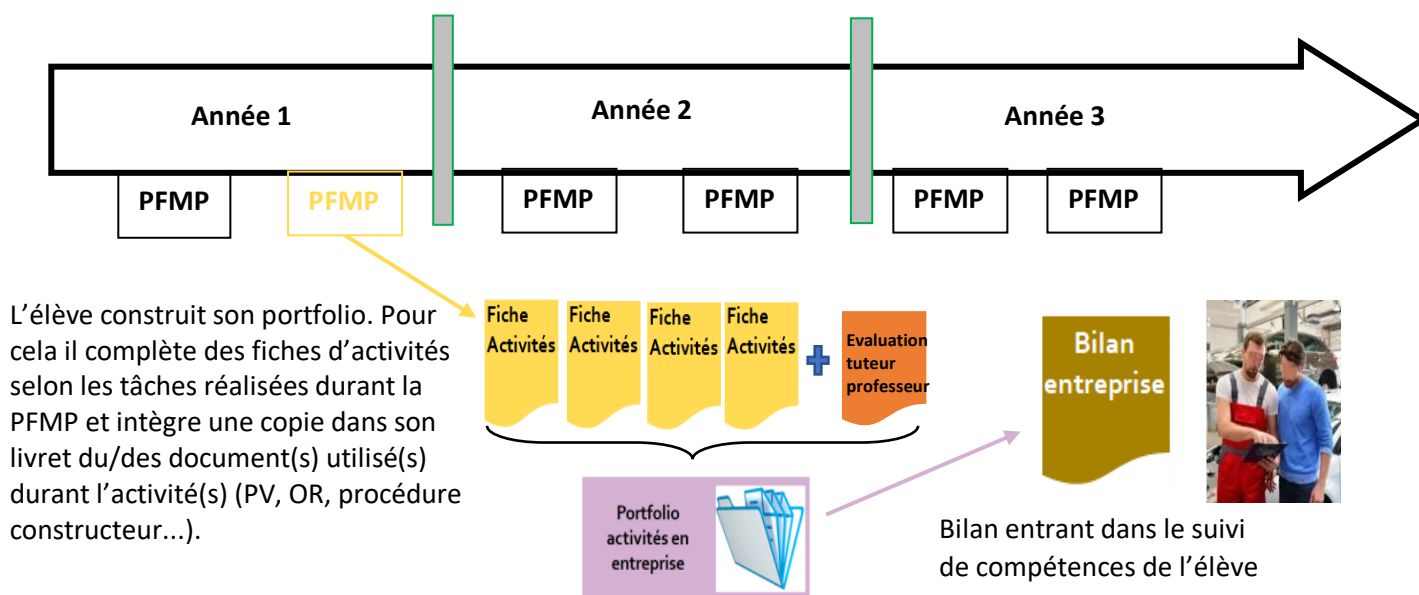 Année 1
Année 2
Année 3
PFMP
PFMP
PFMP
PFMP
PFMP
PFMP
L’élève construit son portfolio. Pour
cela il complète des fiches d’activités
selon les tâches réalisées durant la
PFMP et intègre une copie dans son
livret du/des document(s) utilisé(s)
durant l’activité(s) (PV, OR, procédure
constructeur...).
Fiche
Activités
Fiche
Activités
Fiche
Activités
Fiche
Activités
Evaluation
tuteur
professeur
Portfolio
activités en
entreprise
Bilan
entreprise
Bilan entrant dans le suivi
de compétences de l’élève